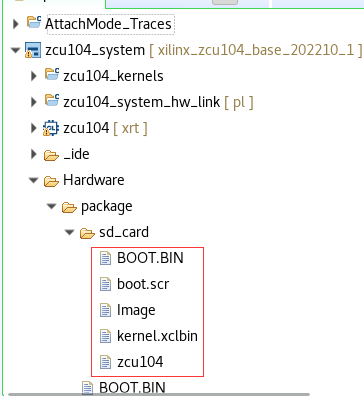 AttachMode_Traces
zcu104_system [ xilinx_zcu104_base_202210_1 ]
zcu104_kernels
zcu104_system_hw_link [ pl ]
zcu104 [ xrt ]
_ide
Hardware
package
sd_card
BOOT.BIN
boot.scr
Image
kernel.xclbin
zcu104
BOOT.BIN